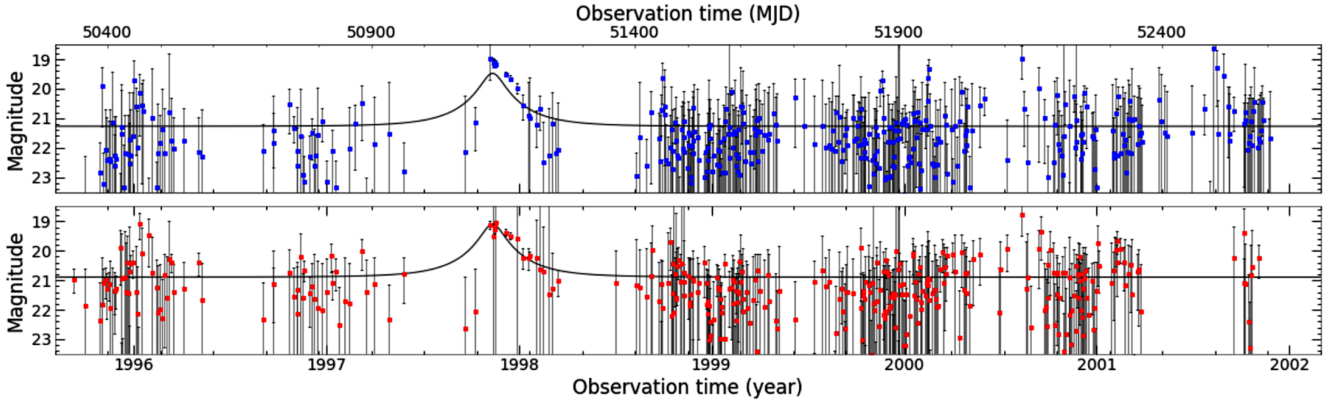 Observation time (MJD)
50400 50900 51400 51900 52400
Magnitude
19
20
21
22
23
Magnitude
19
20
21
22
23
1996 1997 1998 1999 2000 2001 2002
Observation time (year)